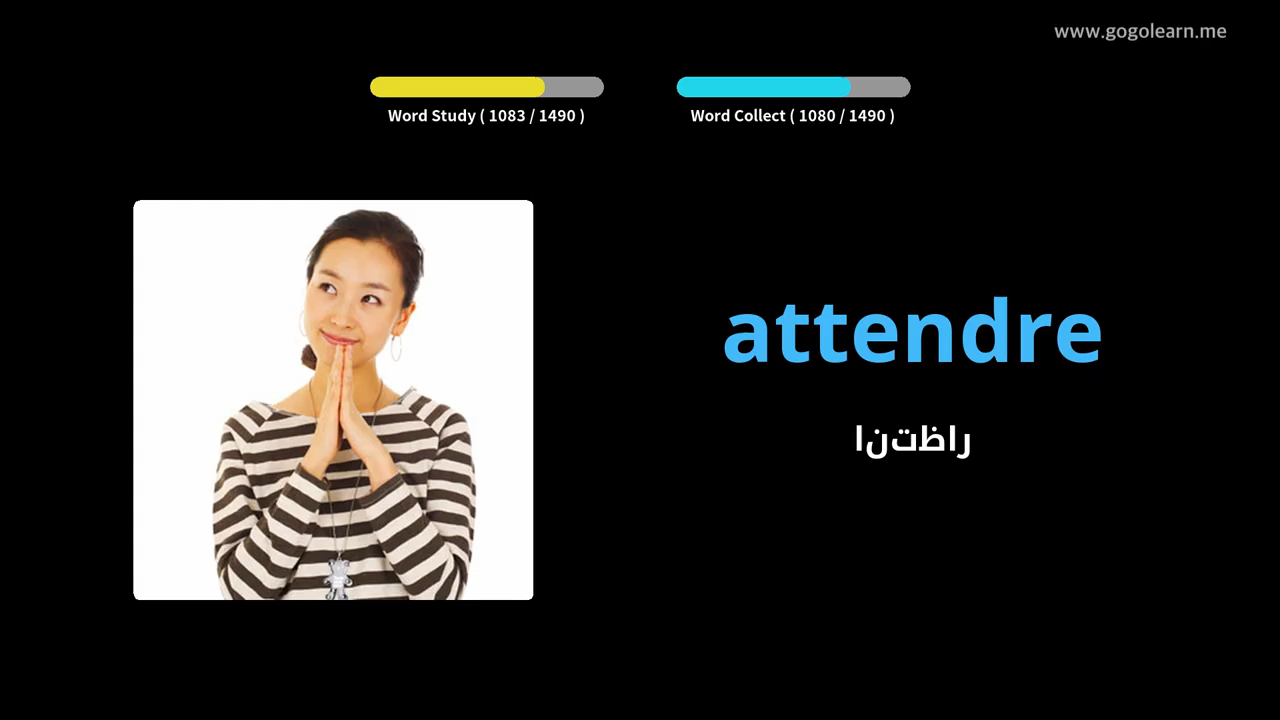 www.gogolearn.me
Word Study ( 1083 / 1490 )
Word Collect ( 1080 / 1490 )
attendre
راظتنا